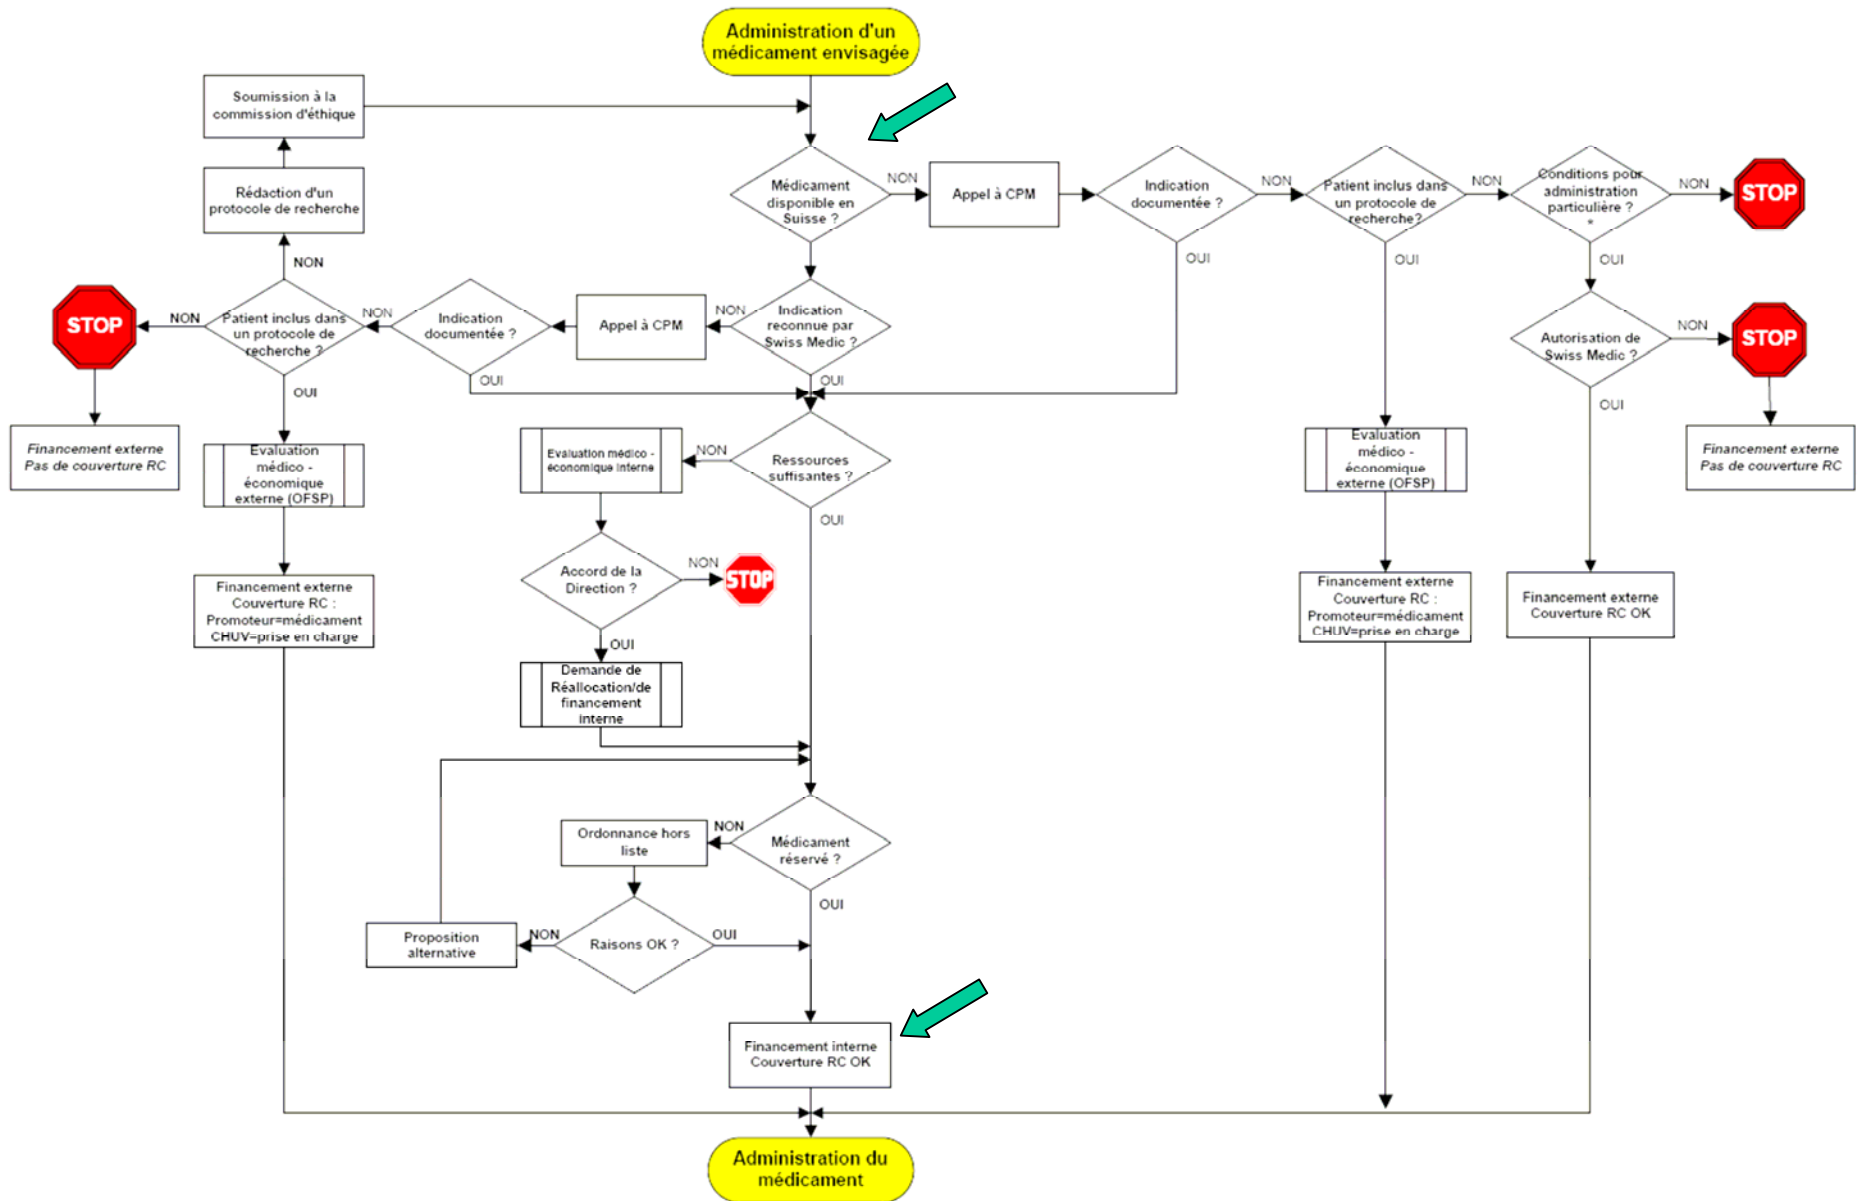 Administration d'un
médicament envisagée
Soumission à la
commission d'éthique
Rédaction d'un
protocole de recherche
Médicament
disponible en
Suisse ?
NON
Appel à CPM
Indication
documentée ?
NON
Patient inclus dans
un protocole de
recherche?
NON
Conditions pour
administration
particulière ?
*
NON
STOP
NON
OUI
OUI
OUI
STOP
NON
Patient inclus dans
un protocole de
recherche ?
NON
Indication
documentée ?
Appel à CPM
NON
Indication
reconnue par
Swiss Medic ?
Autorisation de
Swiss Medic ?
NON
STOP
OUI
OUI
OUI
OUI
Financement externe
Pas de couverture RC
Evaluation
médico -
économique
externe (OFSP)
Evaluation médico -
économique interne
NON
Ressources
suffisantes ?
OUI
Evaluation
médico -
économique
externe (OFSP)
Financement externe
Pas de couverture RC
Accord de la
Direction ?
NON
STOP
OUI
Financement externe
Couverture RC :
Promoteur=médicament
CHUV=prise en charge
Demande de
Réallocation/de
financement
interne
Financement externe
Couverture RC :
Promoteur=médicament
CHUV=prise en charge
Financement externe
Couverture RC OK
Ordonnance hors
liste
NON
Médicament
réservé ?
OUI
Proposition
alternative
NON
Raisons OK ?
OUI
Financement interne
Couverture RC OK
Administration du
médicament